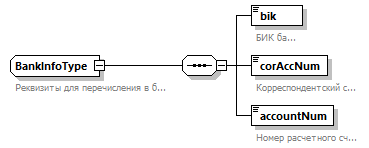 bik
БИК ба...
BankInfoType
Реквизиты для перечисления в б...
corAccNum
Корреспондентский с...
accountNum
Номер расчетного сч...